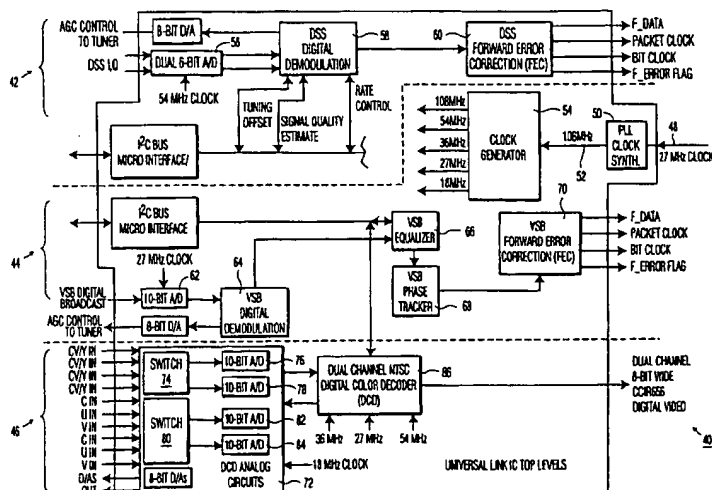 42
AGC CONTROL
TO TUNER
8-BIT D/A
56
DSS I,Q
DUAL 6-BIT A/D
54 MHz CLOCK
DSS
DIGITAL
DEMODULATION
58
60
DSS
FORWARD ERROR
CORRECTION (FEC)
F_DATA
PACKET CLOCK
BIT CLOCK
F_ERROR FLAG
TUNING
OFFSET
SIGNAL QUALITY
ESTIMATE
RATE
CONTROL
I²C BUS
MICRO INTERFACE/
108MHz
54MHz
36MHz
27MHz
18MHz
CLOCK
GENERATOR
54
106MHz
52
50
PLL
CLOCK
SYNTH.
48
27 MHz CLOCK
44
I²C BUS
MICRO INTERFACE
27 MHz CLOCK
62
VSB DIGITAL
BROADCAST
10-BIT A/D
AGC CONTROL
TO TUNER
8-BIT D/A
64
VSB
DIGITAL
DEMODULATION
VSB
EQUALIZER
66
VSB
PHASE
TRACKER
68
70
VSB
FORWARD ERROR
CORRECTION (FEC)
F_DATA
PACKET CLOCK
BIT CLOCK
F_ERROR FLAG
46
CV/Y IN
CV/Y IN
CV/Y IN
CV/Y IN
C IN
U IN
V IN
C IN
U IN
V IN
D/AS
OUT
SWITCH
74
SWITCH
80
8-BIT D/As
10-BIT A/D
76
10-BIT A/D
78
10-BIT A/D
82
10-BIT A/D
84
DCD ANALOG
CIRCUITS
72
18 MHz CLOCK
DUAL CHANNEL NTSC
DIGITAL COLOR DECODER
(DCD)
86
36 MHz
27 MHz
54 MHz
DUAL CHANNEL
8-BIT WIDE
CCIR656
DIGITAL VIDEO
UNIVERSAL LINK IC TOP LEVELS
40